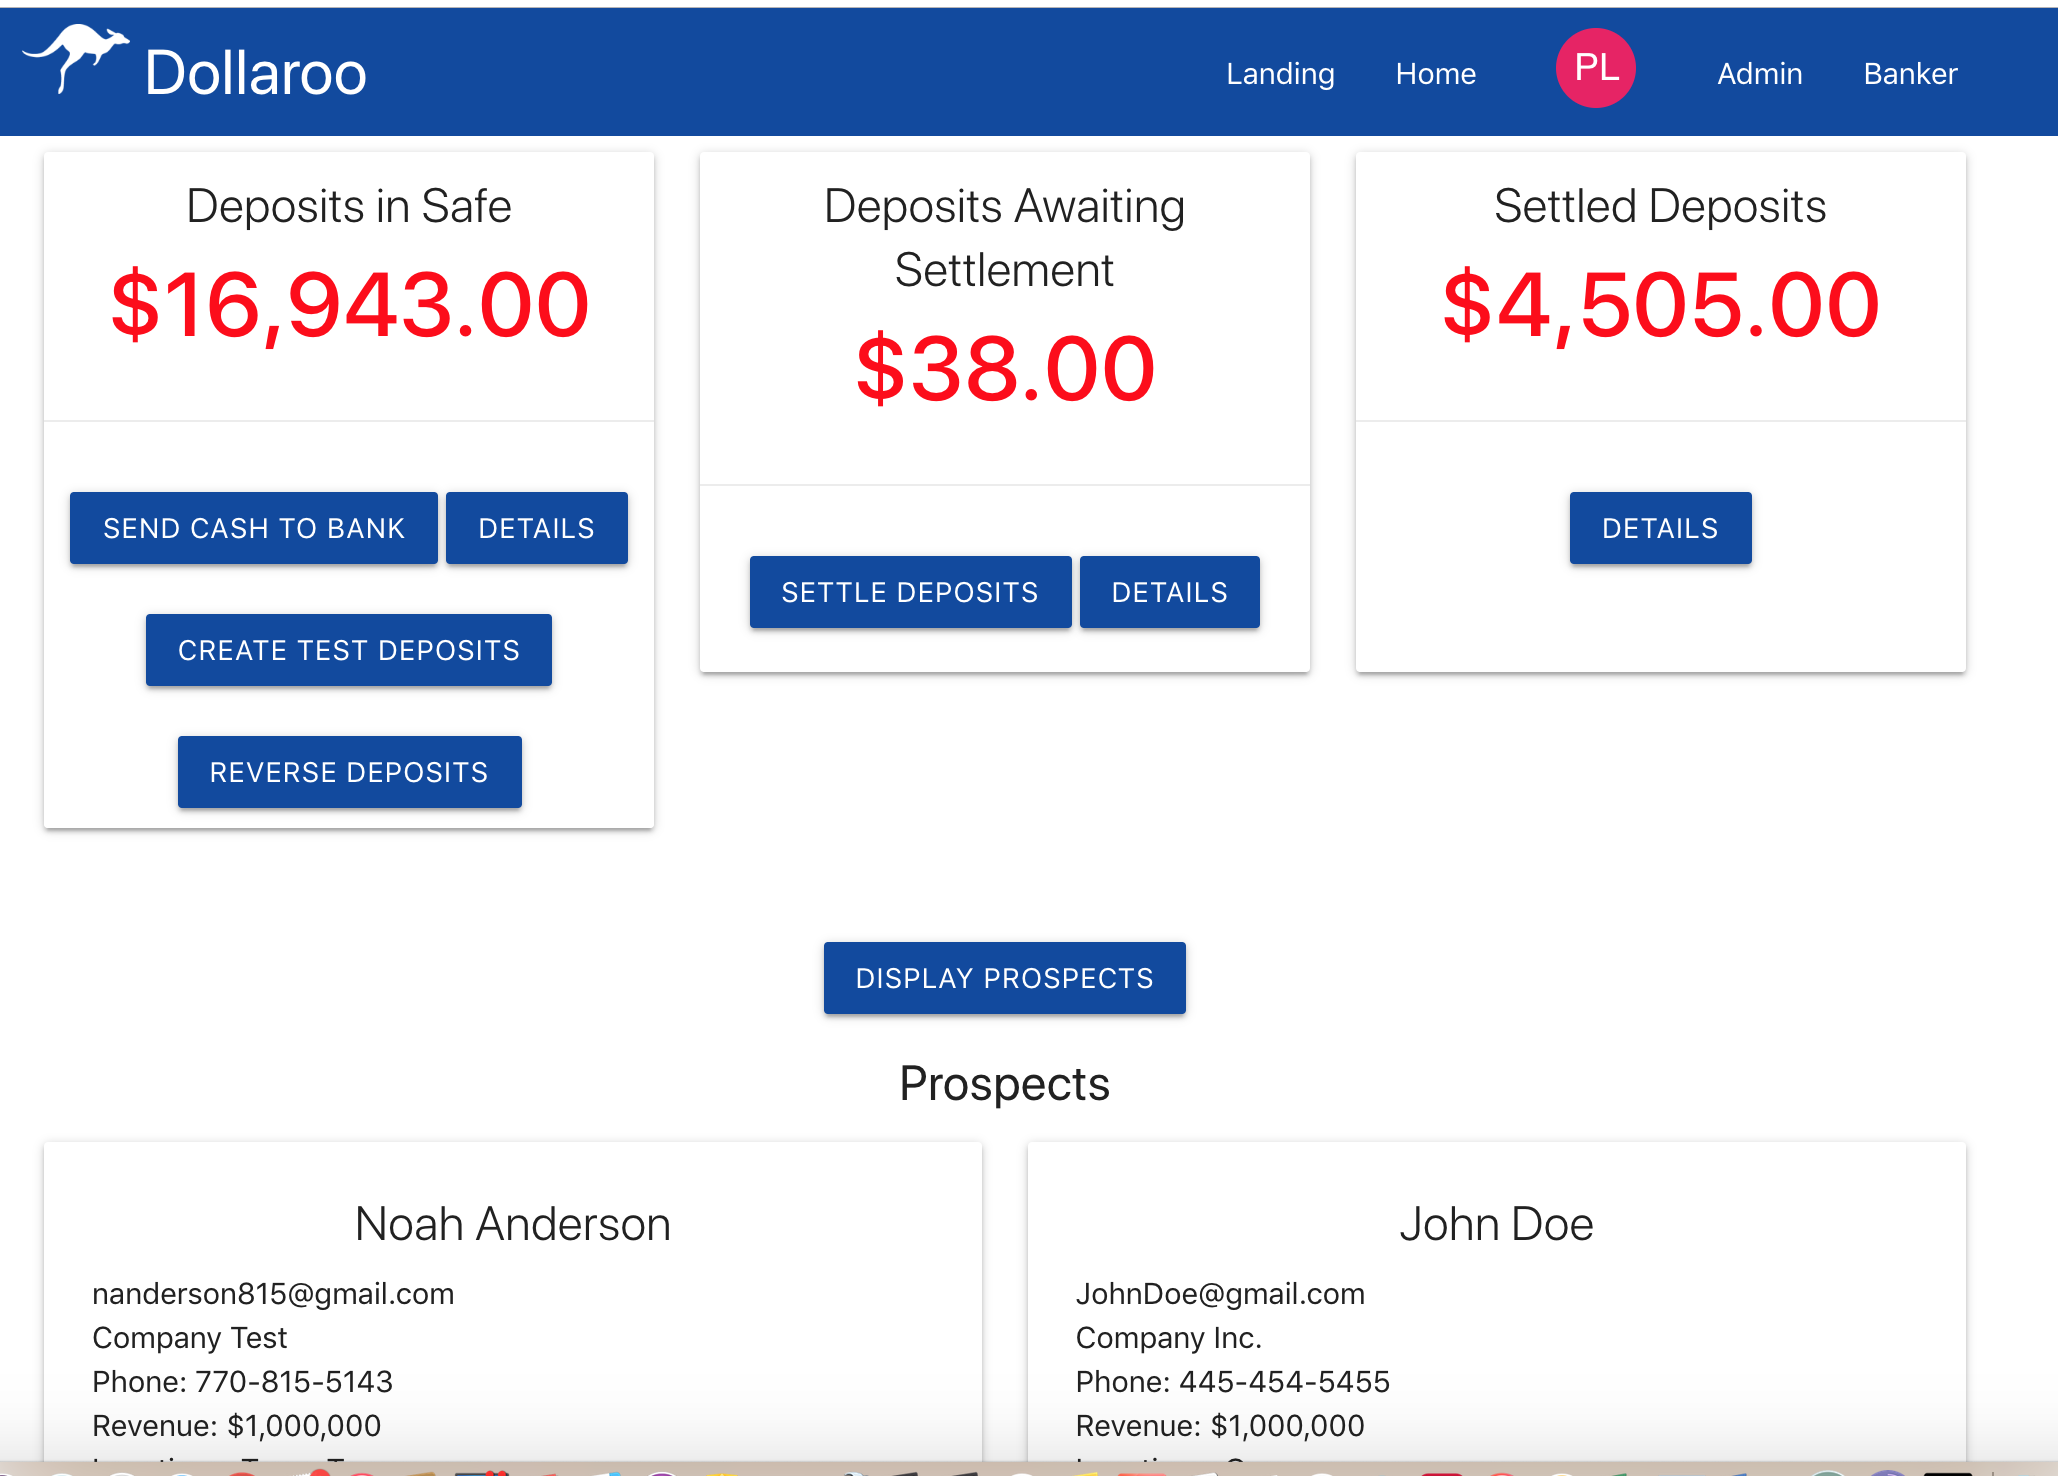 Dollaroo
Landing
Home
PL
Admin
Banker
Deposits in Safe
$16,943.00
SEND CASH TO BANK
DETAILS
CREATE TEST DEPOSITS
REVERSE DEPOSITS
Deposits Awaiting
Settlement
$38.00
SETTLE DEPOSITS
DETAILS
Settled Deposits
$4,505.00
DETAILS
DISPLAY PROSPECTS
Prospects
Noah Anderson
nanderson815@gmail.com
Company Test
Phone: 770-815-5143
Revenue: $1,000,000
John Doe
JohnDoe@gmail.com
Company Inc.
Phone: 445-454-5455
Revenue: $1,000,000